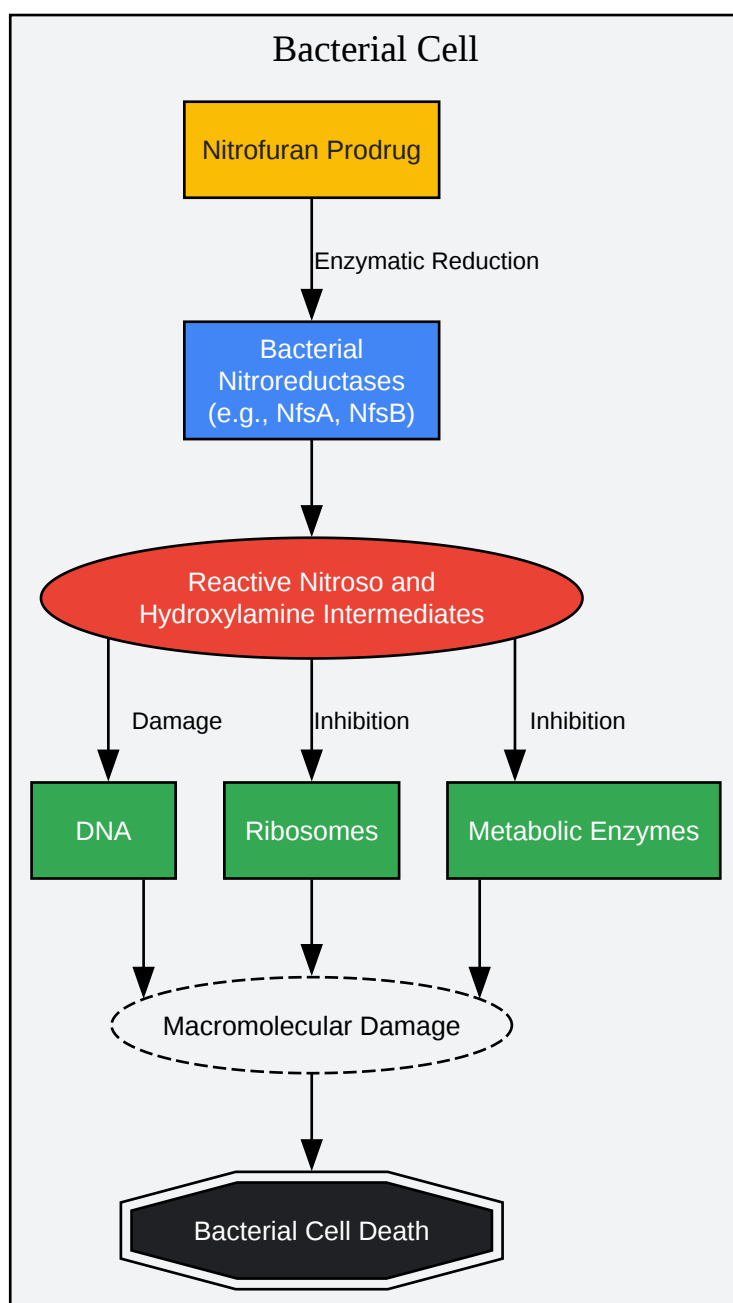 Bacterial Cell
Nitrofuran Prodrug
Enzymatic Reduction
Bacterial
Nitroreductases
(e.g., NfsA, NfsB)
Reactive Nitroso and
Hydroxylamine Intermediates
Damage
Inhibition
Inhibition
DNA
Ribosomes
Metabolic Enzymes
Macromolecular Damage
Bacterial Cell Death